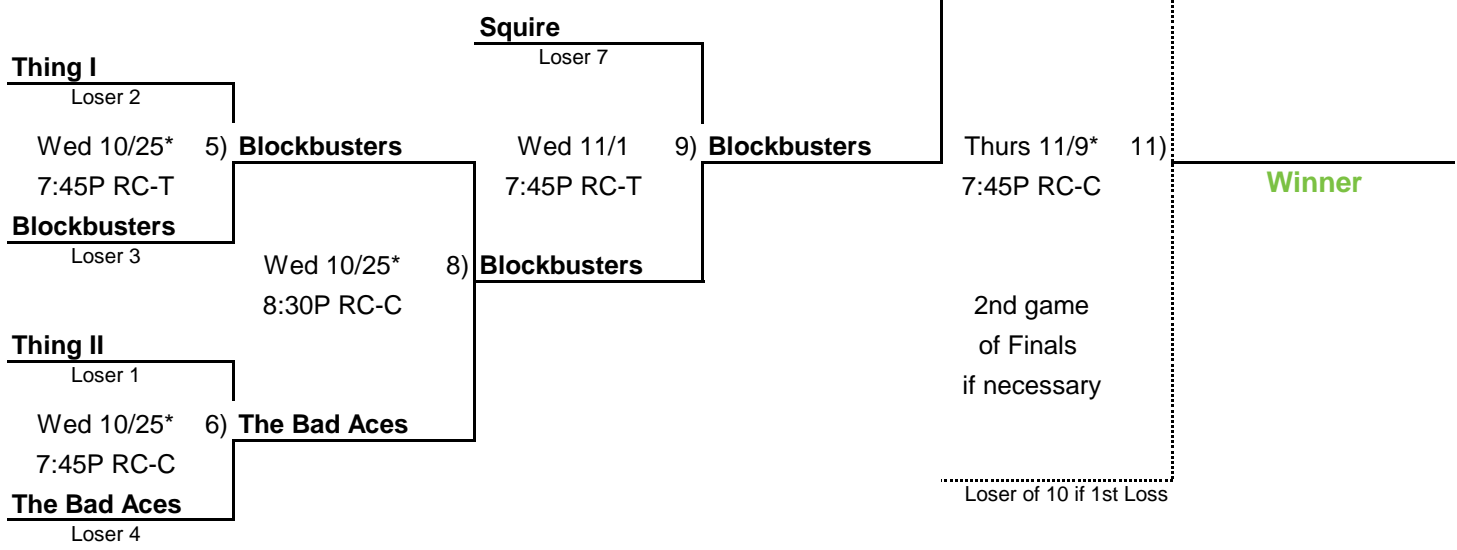 Squire
Loser 7
Thing I
Loser 2
Wed 10/25* 5) Blockbusters Wed 11/1 9) Blockbusters Thurs 11/9* 11)
7:45P RC-T 7:45P RC-T 7:45P RC-C Winner
Blockbusters
Loser 3
Wed 10/25* 8) Blockbusters
8:30P RC-C 2nd game
Thing II of Finals
Loser 1 if necessary
Wed 10/25* 6) The Bad Aces
7:45P RC-C
The Bad Aces Loser of 10 if 1st Loss
Loser 4